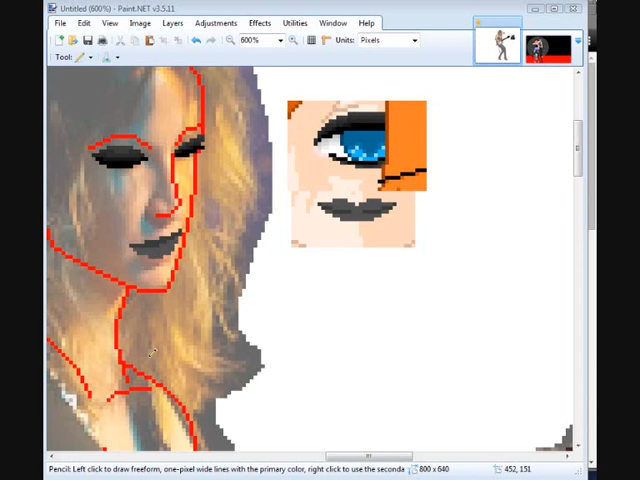 Untitled (600%) - Paint.NET v3.5.11
File Edit View Image Layers Adjustments Effects Utilities Window Help
600% Units: Pixels
Tool:
Pencil: Left click to draw freeform, one-pixel wide lines with the primary color, right click to use the seconda 800 x 640 452, 151